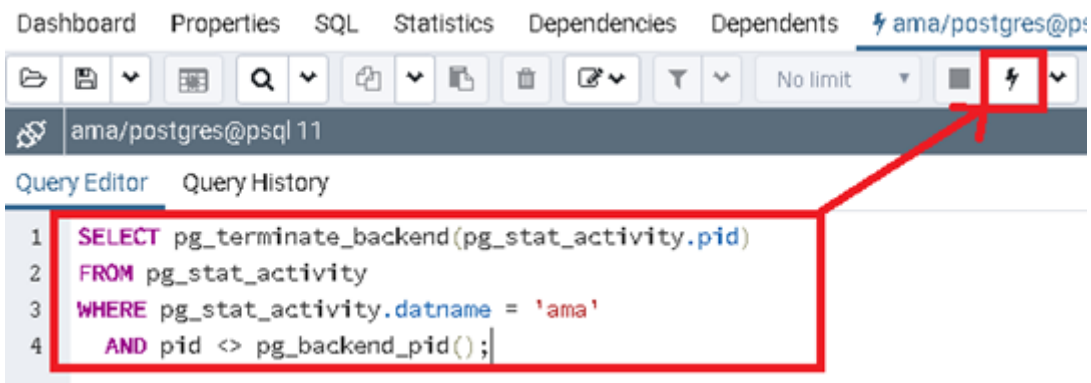 Dashboard Properties SQL Statistics Dependencies Dependents ama/postgres@ps
No limit
ama/postgres@psql 11
Query Editor Query History
1 SELECT pg_terminate_backend(pg_stat_activity.pid)
2 FROM pg_stat_activity
3 WHERE pg_stat_activity.datname = 'ama'
4 AND pid <> pg_backend_pid();